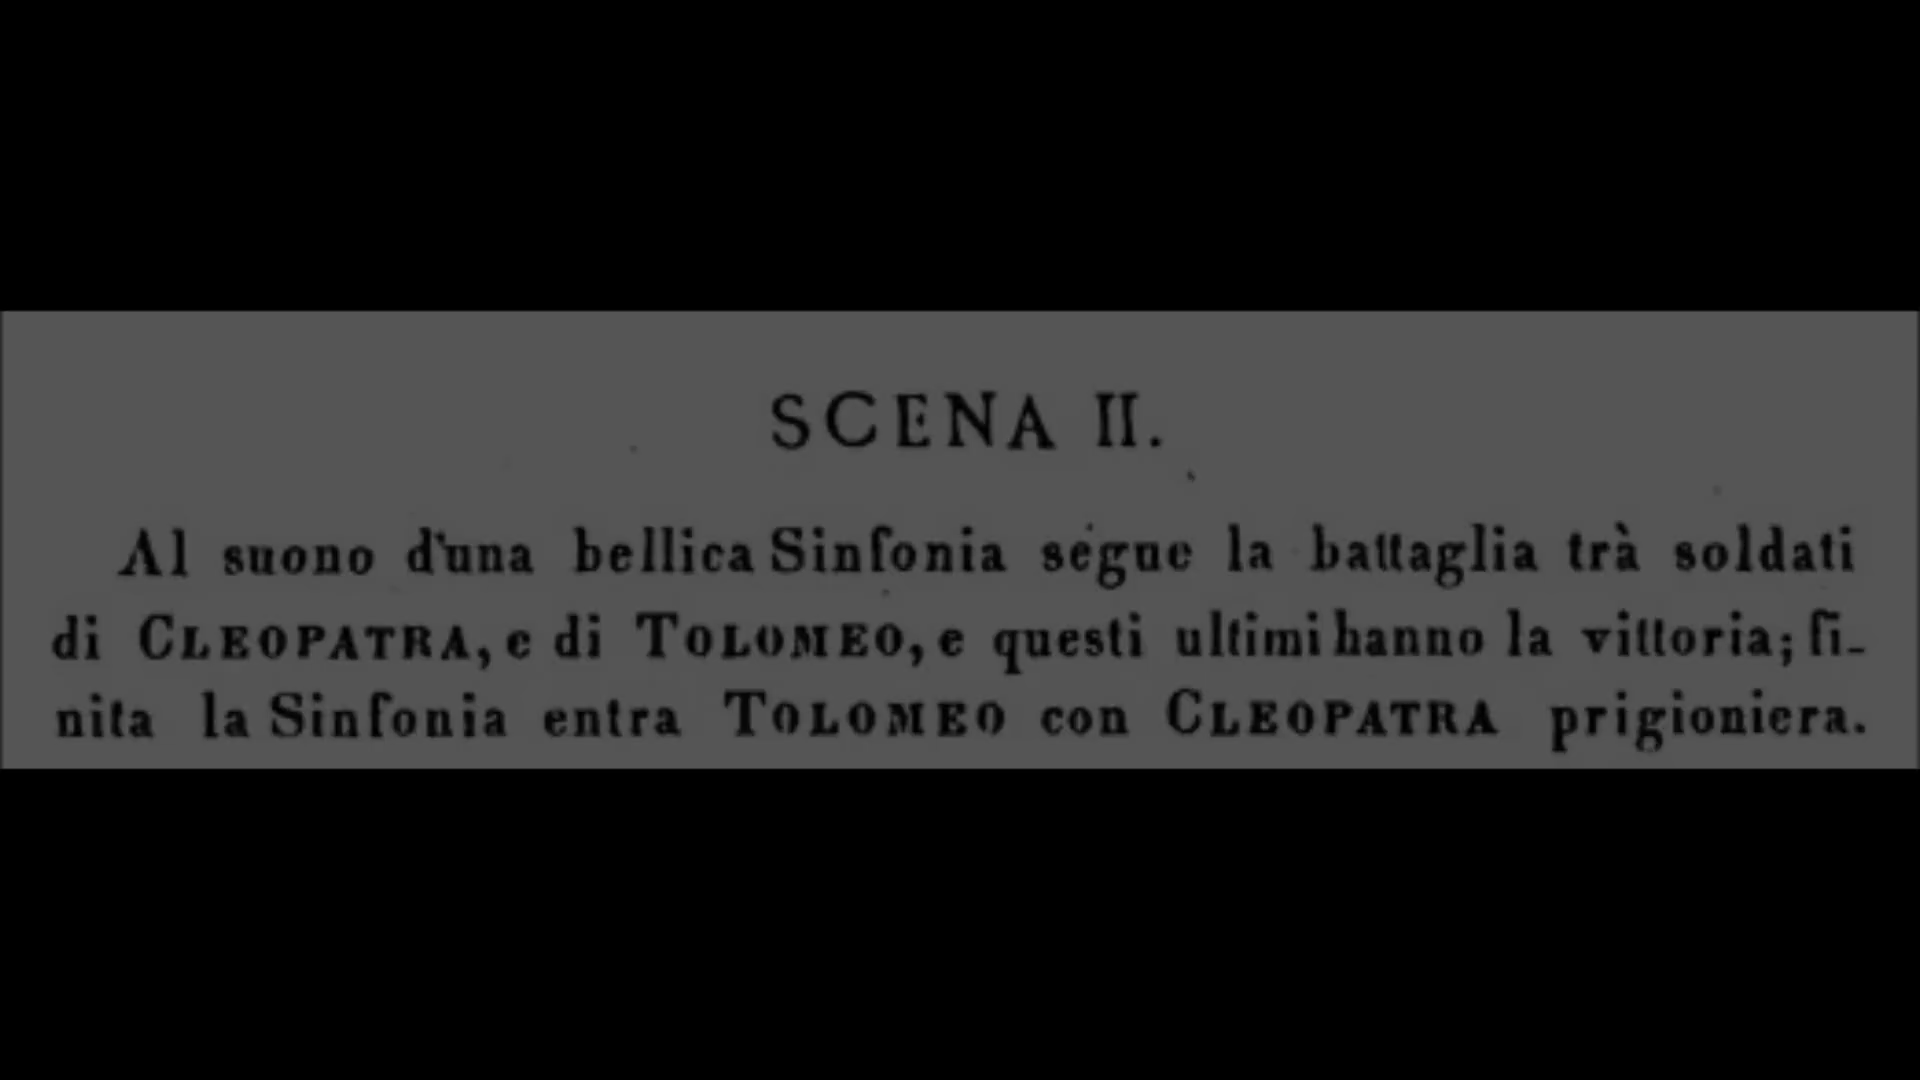 SCENA II.
Al suono d'una bellica Sinfonia segue la battaglia trà soldati
di CLEOPATRA, e di TOLOMEO, e questi ultimi hanno la vittoria; fi-
nita la Sinfonia entra TOLOMEO con CLEOPATRA prigioniera.